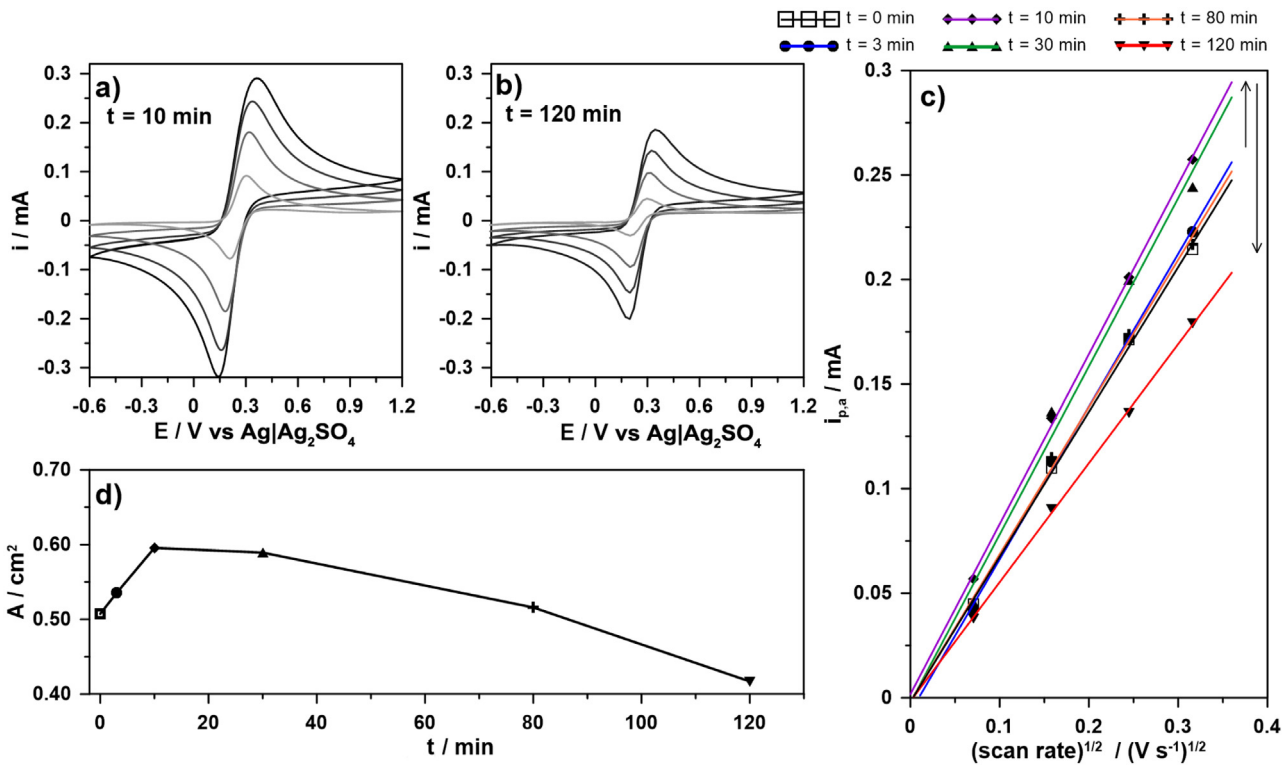 t = 0 min t = 10 min t = 80 min
t = 3 min t = 30 min t = 120 min
a)
t = 10 min
0.3
0.2
0.1
0
-0.1
-0.2
-0.3
i / mA
-0.6 -0.3 0 0.3 0.6 0.9 1.2
E / V vs Ag|Ag₂SO₄
b)
t = 120 min
0.3
0.2
0.1
0
-0.1
-0.2
-0.3
i / mA
-0.6 -0.3 0 0.3 0.6 0.9 1.2
E / V vs Ag|Ag₂SO₄
c)
0.3
0.25
0.2
0.15
0.1
0.05
0
i p,a / mA
0 0.1 0.2 0.3 0.4
(scan rate)^1/2 / (V s⁻¹)^1/2
d)
0.70
0.60
0.50
0.40
A / cm²
0 20 40 60 80 100 120
t / min